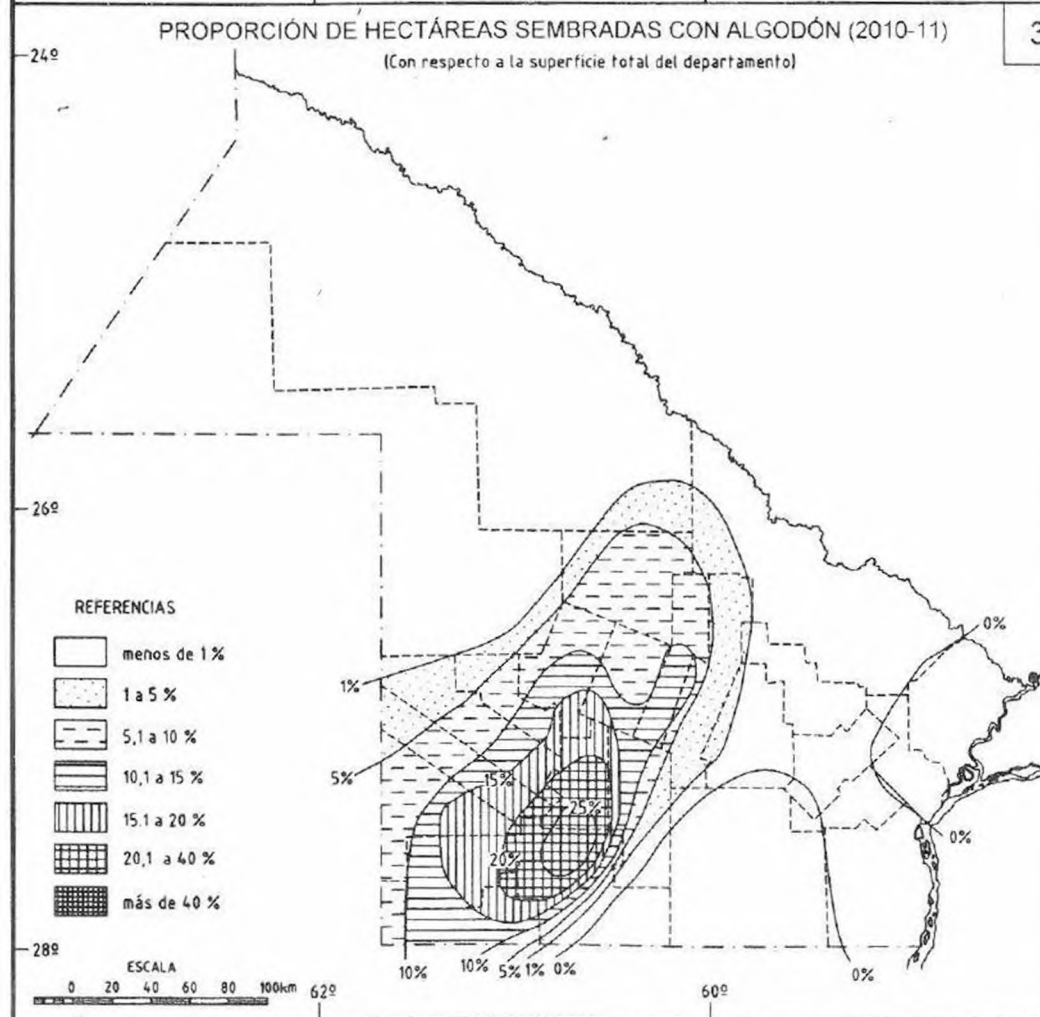 PROPORCIÓN DE HECTÁREAS SEMBRADAS CON ALGODÓN (2010-11)
3
(Con respecto a la superficie total del departamento)
24º
26º
REFERENCIAS
menos de 1 %
1 a 5 %
5,1 a 10 %
10,1 a 15 %
15.1 a 20 %
20,1 a 40 %
más de 40 %
0%
1%
5%
15%
25%
20%
0%
28º
10%
10%
5%
1%
0%
0%
ESCALA
0 20 40 60 80 100km
62º
60º